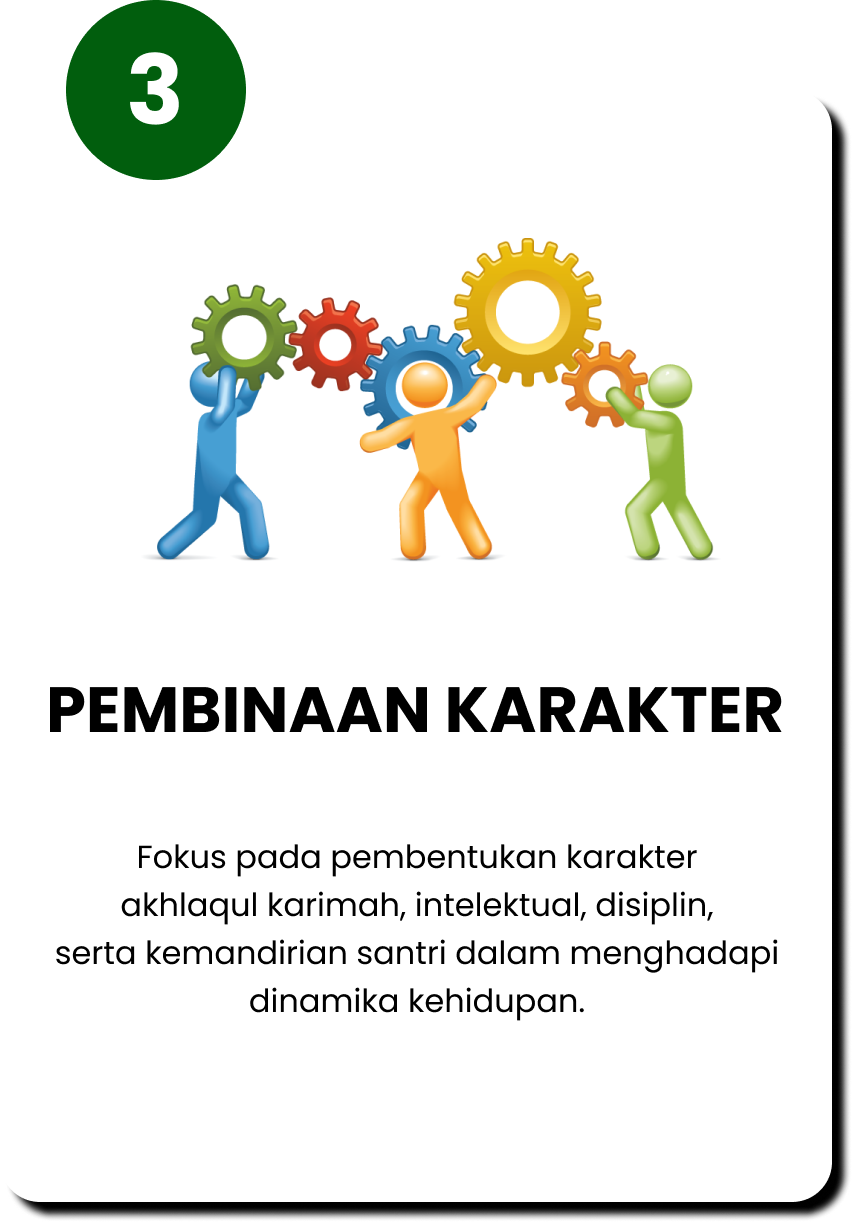 3
PEMBINAAN KARAKTER
Fokus pada pembentukan karakter
akhlaqul karimah, intelektual, disiplin,
serta kemandirian santri dalam menghadapi
dinamika kehidupan.